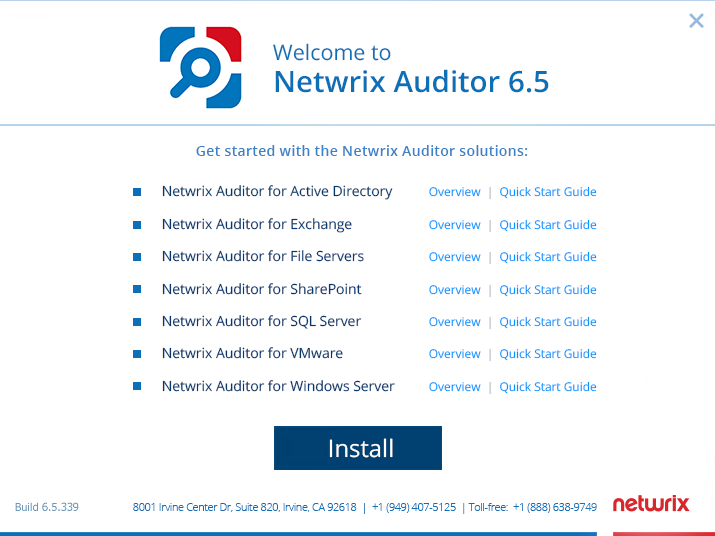 Welcome to
Netwrix Auditor 6.5
Get started with the Netwrix Auditor solutions:
Netwrix Auditor for Active Directory Overview | Quick Start Guide
Netwrix Auditor for Exchange Overview | Quick Start Guide
Netwrix Auditor for File Servers Overview | Quick Start Guide
Netwrix Auditor for SharePoint Overview | Quick Start Guide
Netwrix Auditor for SQL Server Overview | Quick Start Guide
Netwrix Auditor for VMware Overview | Quick Start Guide
Netwrix Auditor for Windows Server Overview | Quick Start Guide
Install
Build 6.5.339 8001 Irvine Center Dr, Suite 820, Irvine, CA 92618 | +1 (949) 407-5125 | Toll-free: +1 (888) 638-9749 netwrix